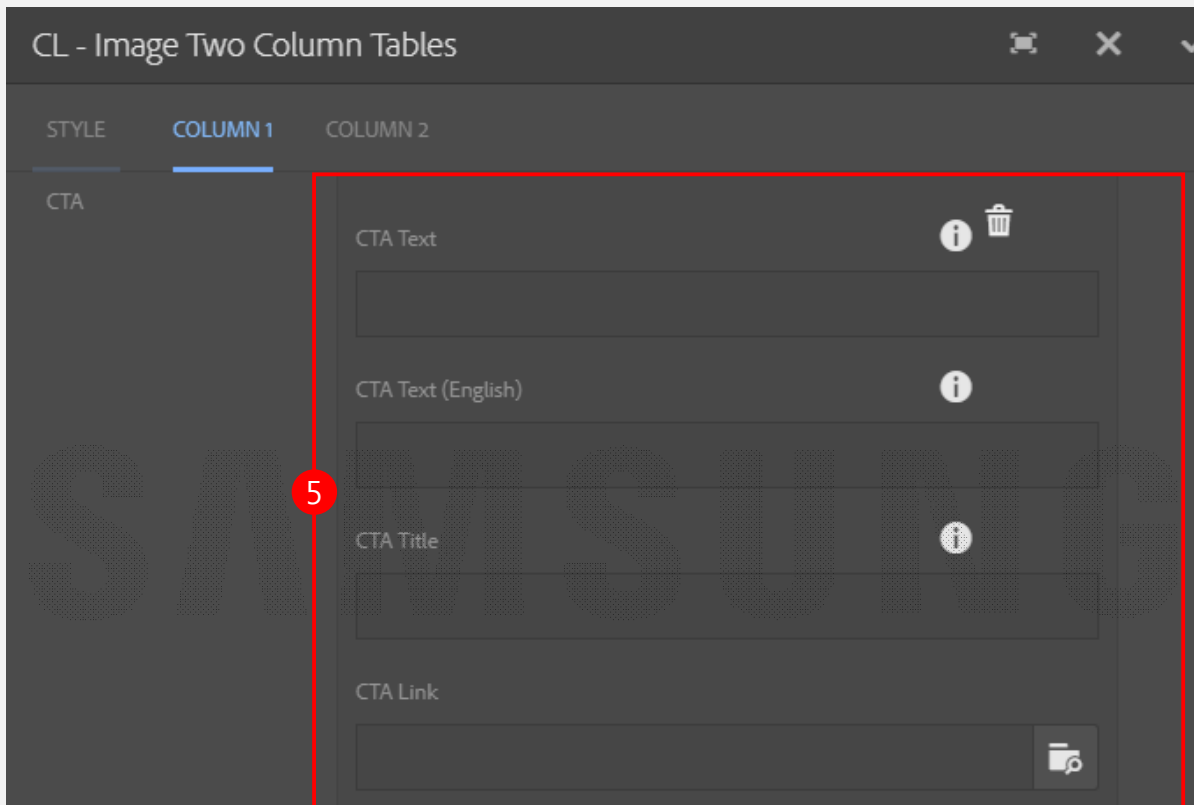 CL - Image Two Column Tables
STYLE COLUMN 1 COLUMN 2
CTA
CTA Text
CTA Text (English)
SAMSUNG
5
CTA Title
CTA Link